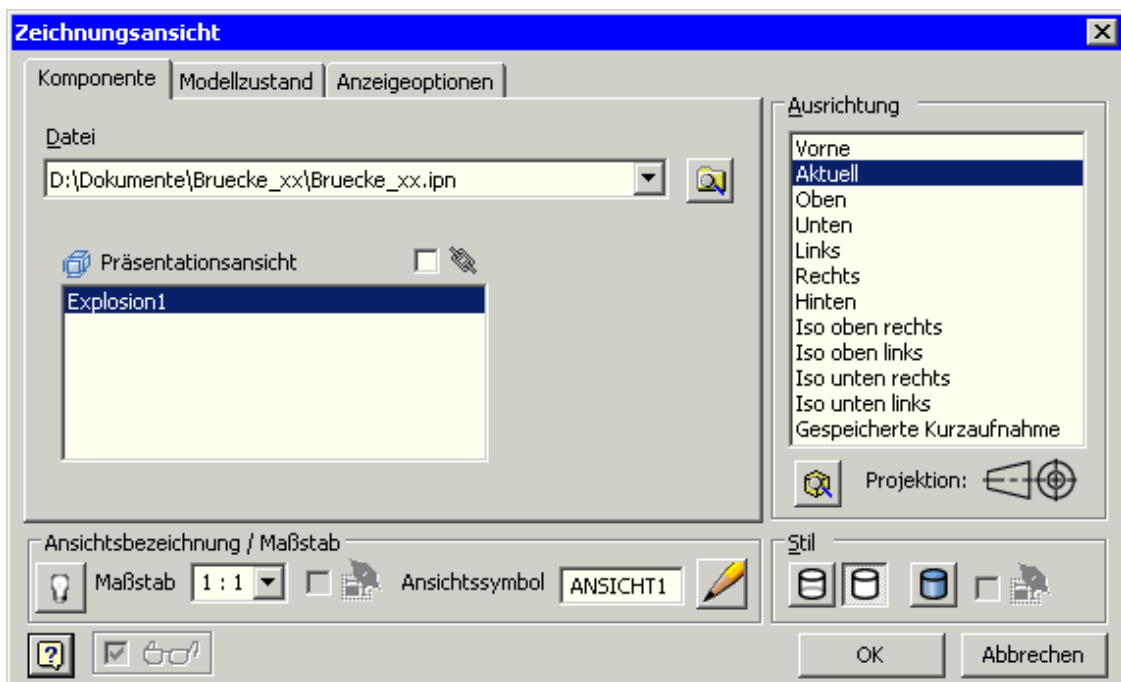 Zeichnungsansicht
Komponente Modellzustand Anzeigeoptionen
Datei
D:\Dokumente\Bruecke_xx\Bruecke_xx.ipn
Präsentationsansicht
Explosion1
Ausrichtung
Vorne
Aktuell
Oben
Unten
Links
Rechts
Hinten
Iso oben rechts
Iso oben links
Iso unten rechts
Iso unten links
Gespeicherte Kurzaufnahme
Projektion:
Ansichtsbezeichnung / Maßstab
Maßstab 1 : 1 Ansichtssymbol ANSICHT1
Stil
OK Abbrechen